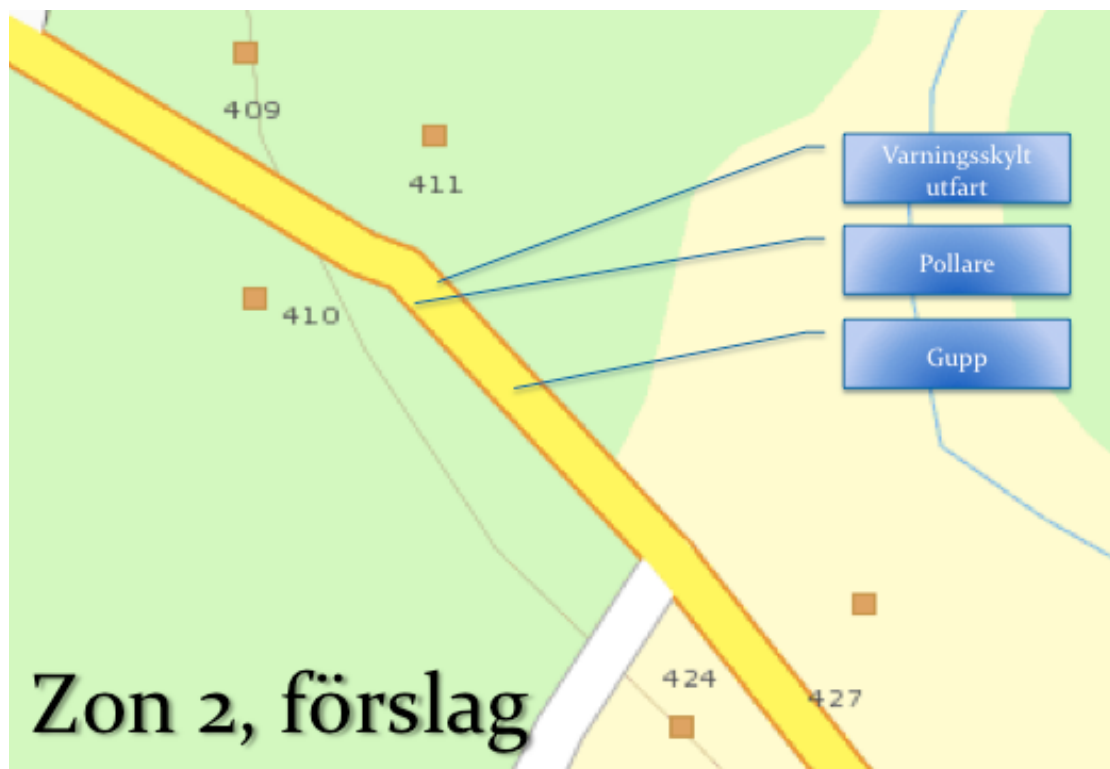 409
411
Varningsskylt
utfart
Pollare
410
Gupp
424
427
Zon 2, förslag